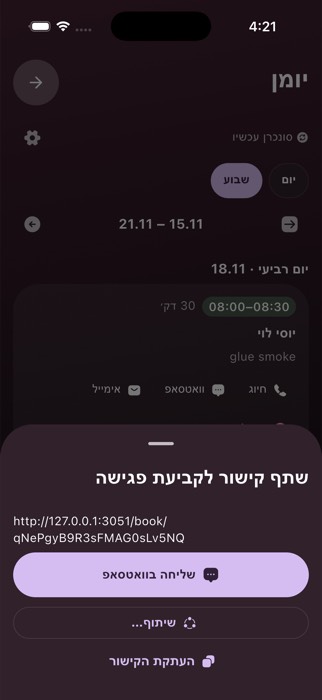 4:21
יומן
סונכרן עכשיו
יום
שבוע
15.11 – 21.11
יום רביעי · 18.11
08:00–08:30 30 דק׳
יוסי לוי
glue smoke
חיוג וואטסאפ אימייל
שתף קישור לקביעת פגישה
http://127.0.0.1:3051/book/
qNePgyB9R3sFMAG0sLv5NQ
שליחה בוואטסאפ
שיתוף...
העתקת הקישור